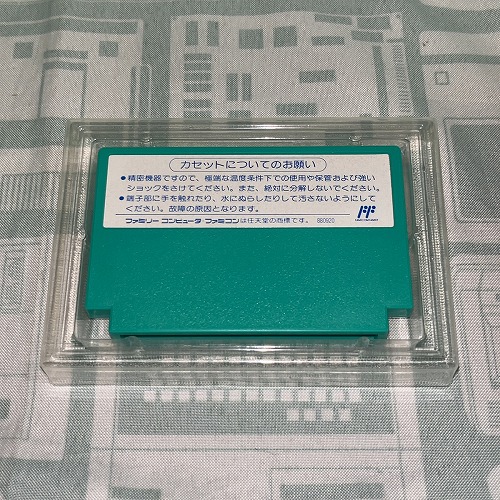 カセットについてのお願い
●精密機器ですので、極端な温度条件下での使用や保管および強い
ショックをさけてください。また、絶対に分解しないでください。
●端子部に手を触れたり、水にぬらしたりして汚さないようにして
ください。故障の原因となります。
ファミリー コンピュータ・ファミコンは任天堂の商標です。 880920